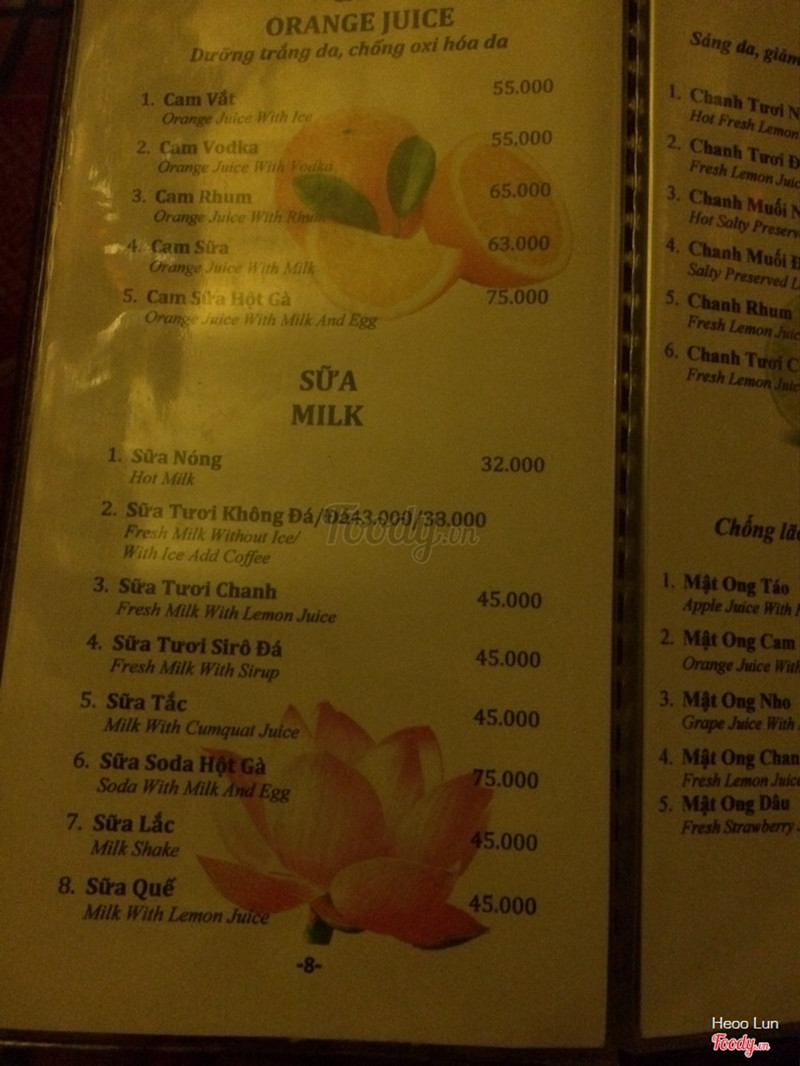 ORANGE JUICE
Dưỡng trắng da, chống oxi hóa da
1. Cam Vắt 55.000
Orange Juice With Ice
2. Cam Vodka 55.000
Orange Juice With Vodka
3. Cam Rhum 65.000
Orange Juice With Rhum
4. Cam Sữa 63.000
Orange Juice With Milk
5. Cam Sữa Hột Gà 75.000
Orange Juice With Milk And Egg
SỮA
MILK
1. Sữa Nóng 32.000
Hot Milk
2. Sữa Tươi Không Đá/Đá43.000/38.000
Fresh Milk Without Ice/
With Ice Add Coffee
3. Sữa Tươi Chanh 45.000
Fresh Milk With Lemon Juice
4. Sữa Tươi Sirô Đá 45.000
Fresh Milk With Sirup
5. Sữa Tắc 45.000
Milk With Cumquat Juice
6. Sữa Soda Hột Gà 75.000
Soda With Milk And Egg
7. Sữa Lắc 45.000
Milk Shake
8. Sữa Quế 45.000
Milk With Lemon Juice
-8-
Sáng da, giảm
1. Chanh Tươi N
Hot Fresh Lemon
2. Chanh Tươi Đ
Fresh Lemon Juic
3. Chanh Muối N
Hot Salty Preserv
4. Chanh Muối Đ
Salty Preserved L
5. Chanh Rhum
Fresh Lemon Juic
6. Chanh Tươi C
Fresh Lemon Juic
Chống lão
1. Mật Ong Táo
Apple Juice With
2. Mật Ong Cam
Orange Juice With
3. Mật Ong Nho
Grape Juice With
4. Mật Ong Chan
Fresh Lemon Juice
5. Mật Ong Dâu
Fresh Strawberry
Foody.vn
Heoo Lun
Foody.vn